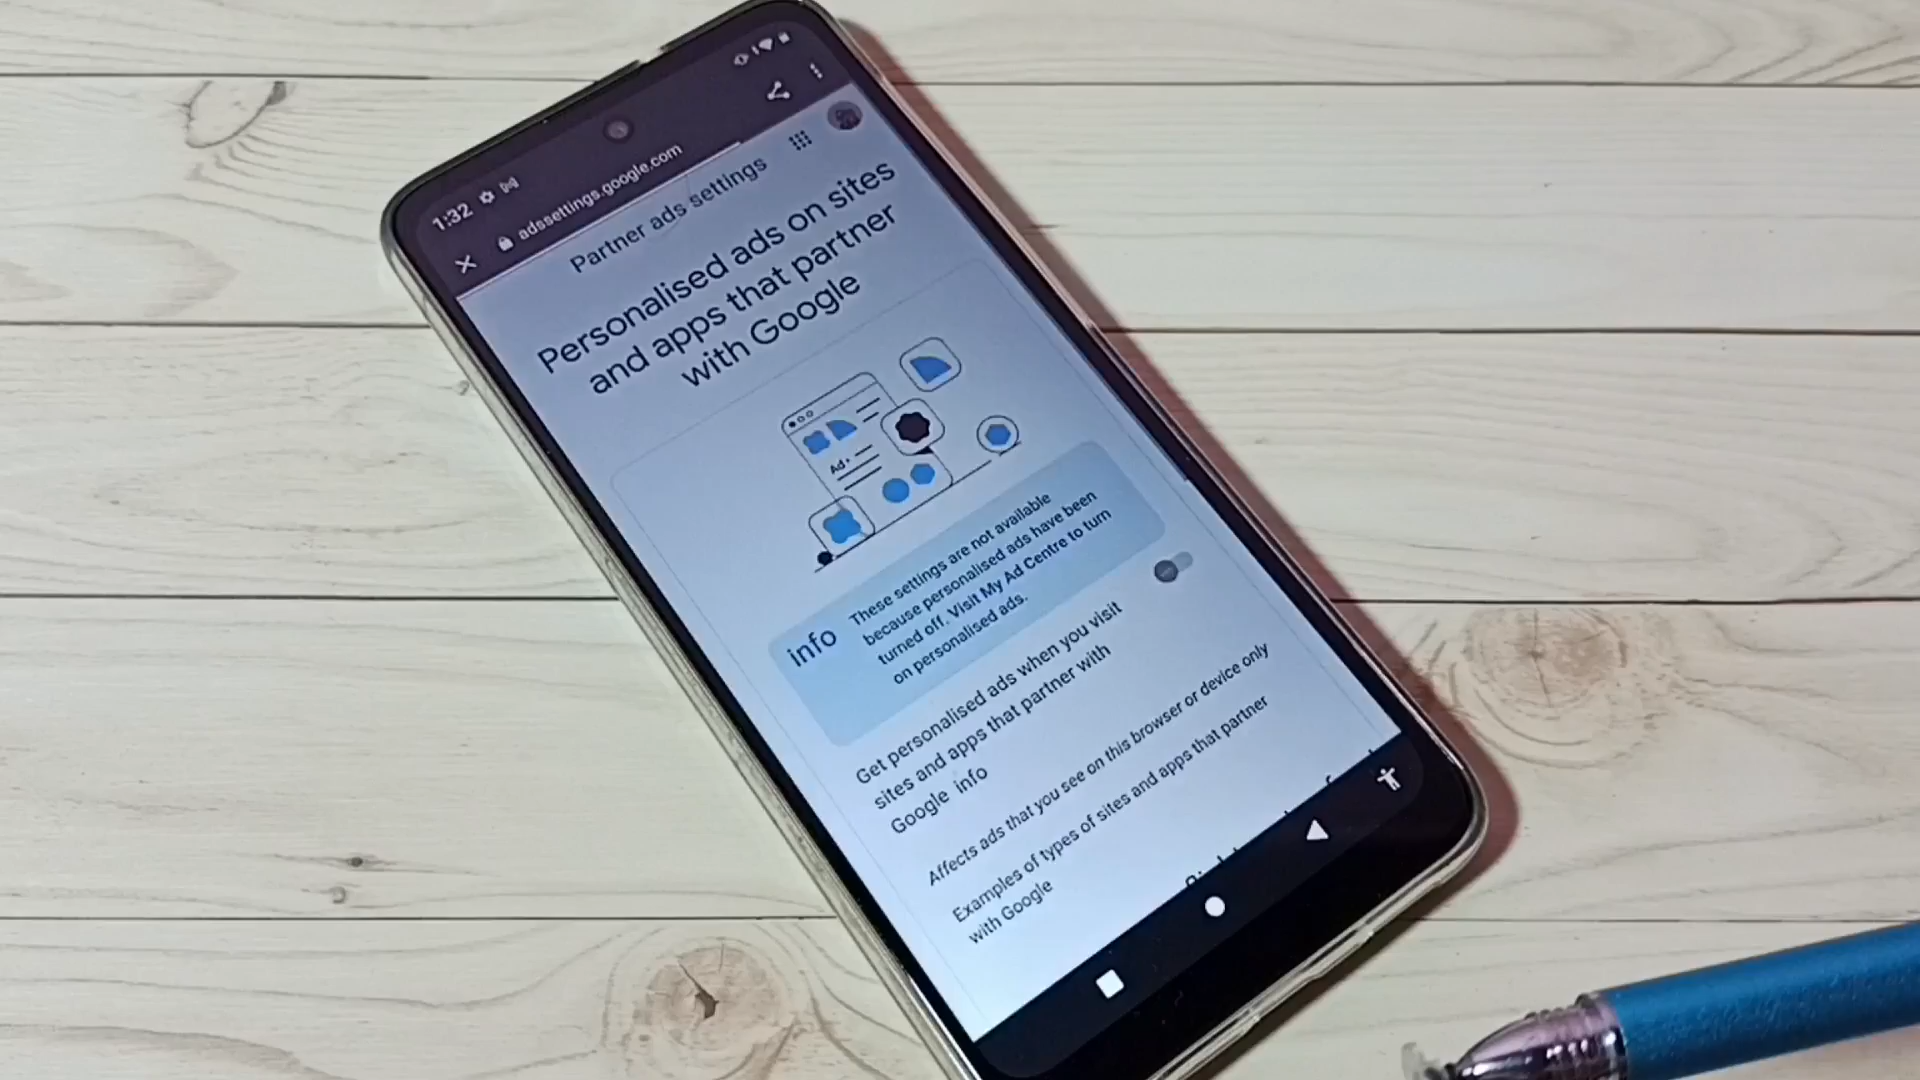 1:32
adssettings.google.com
Partner ads settings
Personalised ads on sites
and apps that partner
with Google
Ad
info
These settings are not available
because personalised ads have been
turned off. Visit My Ad Centre to turn
on personalised ads.
Get personalised ads when you visit
sites and apps that partner with
Google info
Affects ads that you see on this browser or device only
Examples of types of sites and apps that partner
with Google